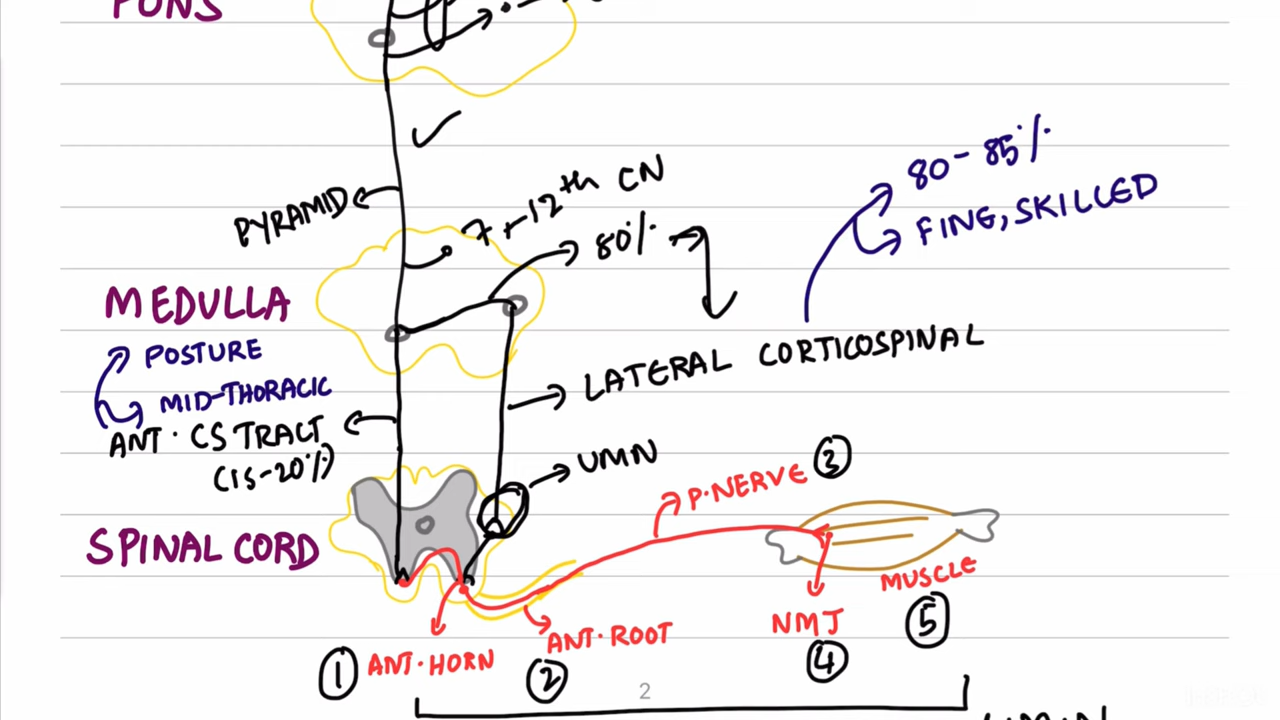 PONS
PYRAMID
7, 12th CN
80%
80-85%
FINE, SKILLED
MEDULLA
POSTURE
MID-THORACIC
ANT. CS TRACT
(15-20%)
LATERAL CORTICOSPINAL
UMN
P.NERVE 3
SPINAL CORD
MUSCLE
5
NMJ
4
ANT. ROOT
2
1 ANT. HORN
2